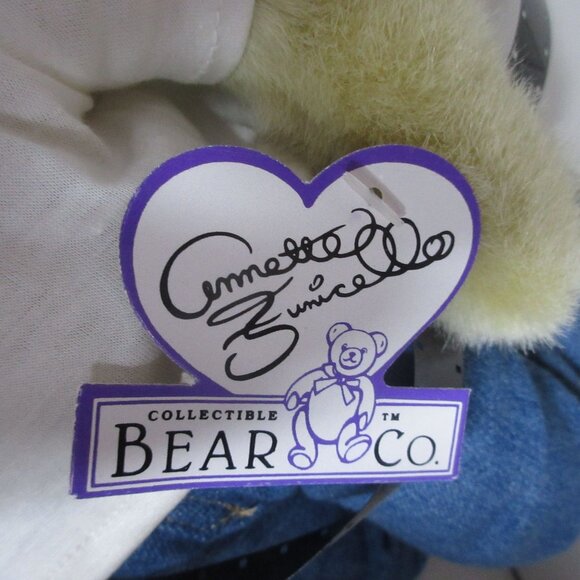 Annette
Funicello
COLLECTIBLE ™
BEAR CO.